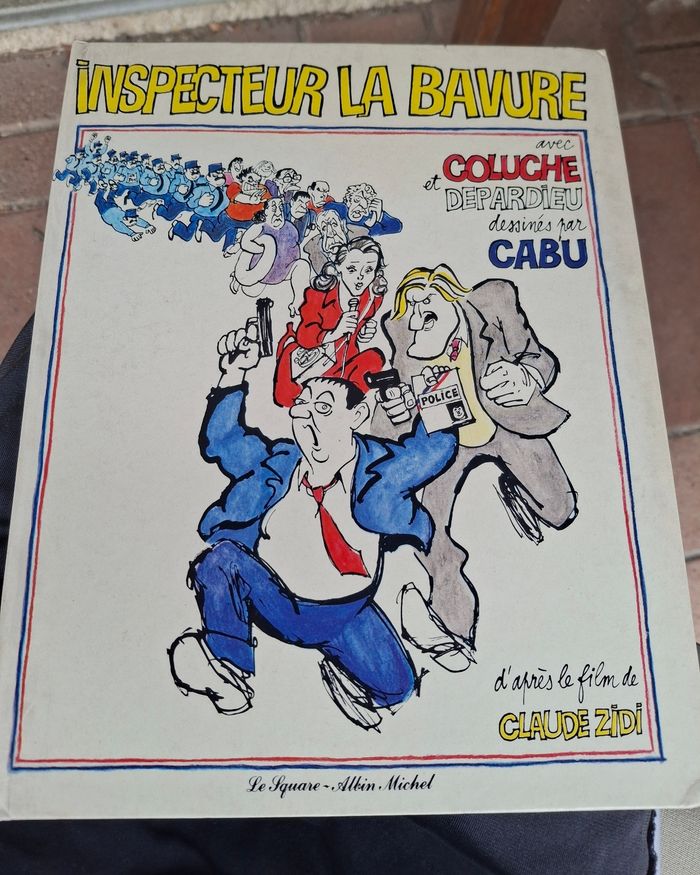 INSPECTEUR LA BAVURE
avec
COLUCHE
et DEPARDIEU
dessinés par
CABU
POLICE
d'après le film de
CLAUDE ZIDI
Le Square - Albin Michel